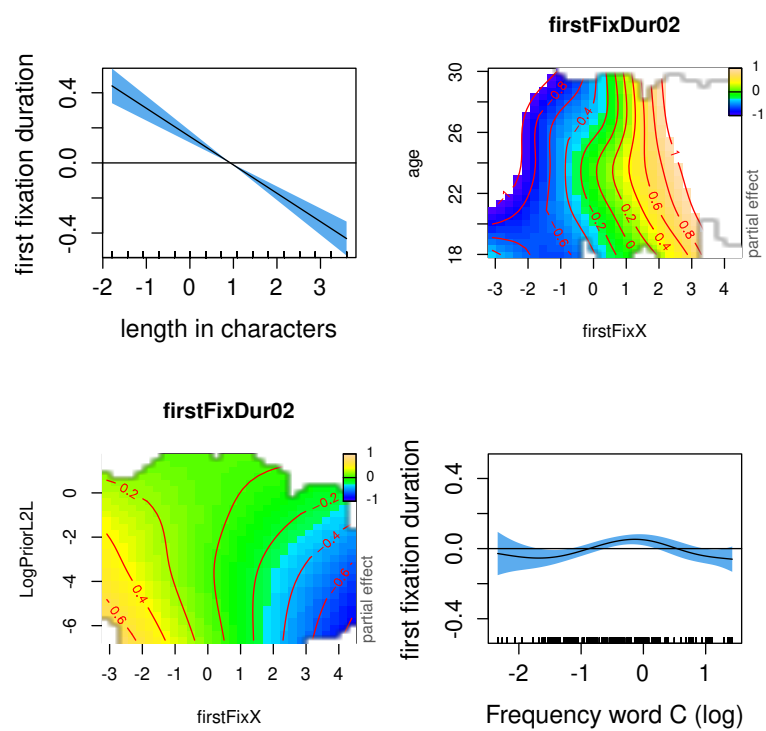 firstFixDur02
first fixation duration
-0.4 0.0 0.4
-2 -1 0 1 2 3
length in characters
age
18 22 26 30
-3 -2 -1 0 1 2 3 4
firstFixX
1
0
-1
partial effect
-0.6
-0.4
-0.2
0
0.2
0.4
0.6
0.8
1
firstFixDur02
LogPriorL2L
-6 -4 -2 0
-3 -2 -1 0 1 2 3 4
firstFixX
1
0
-1
partial effect
0.2
0.4
0.6
-0.2
-0.4
-0.6
first fixation duration
-0.4 0.0 0.4
-2 -1 0 1
Frequency word C (log)